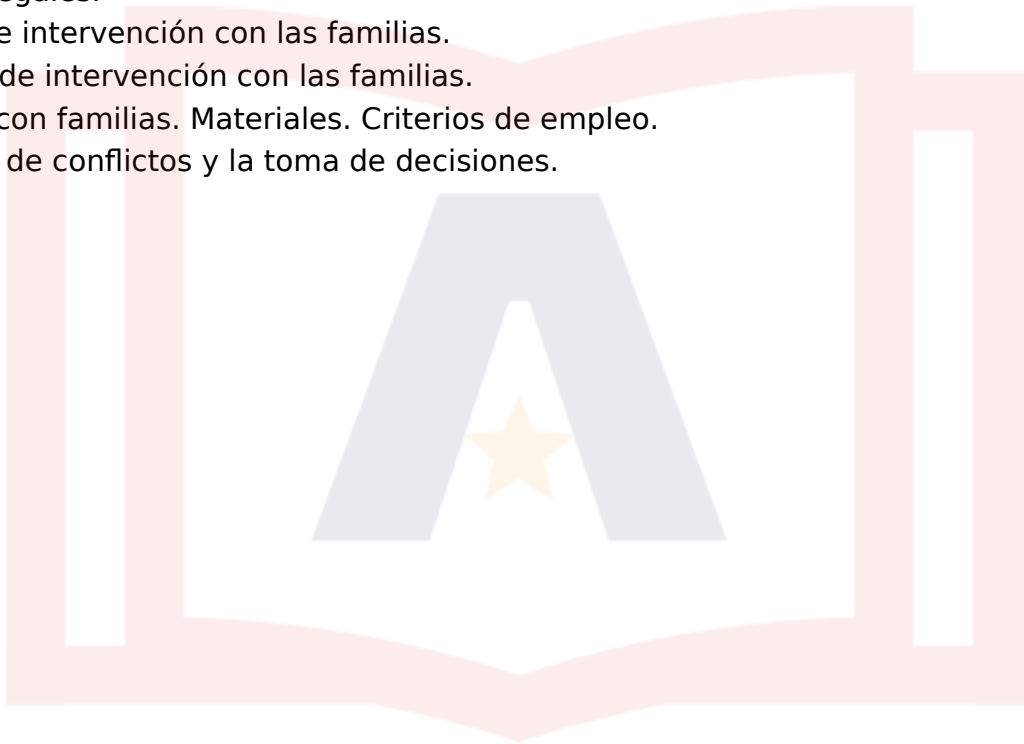 intervención con las familias.
de intervención con las familias.
con familias. Materiales. Criterios de empleo.
de conflictos y la toma de decisiones.